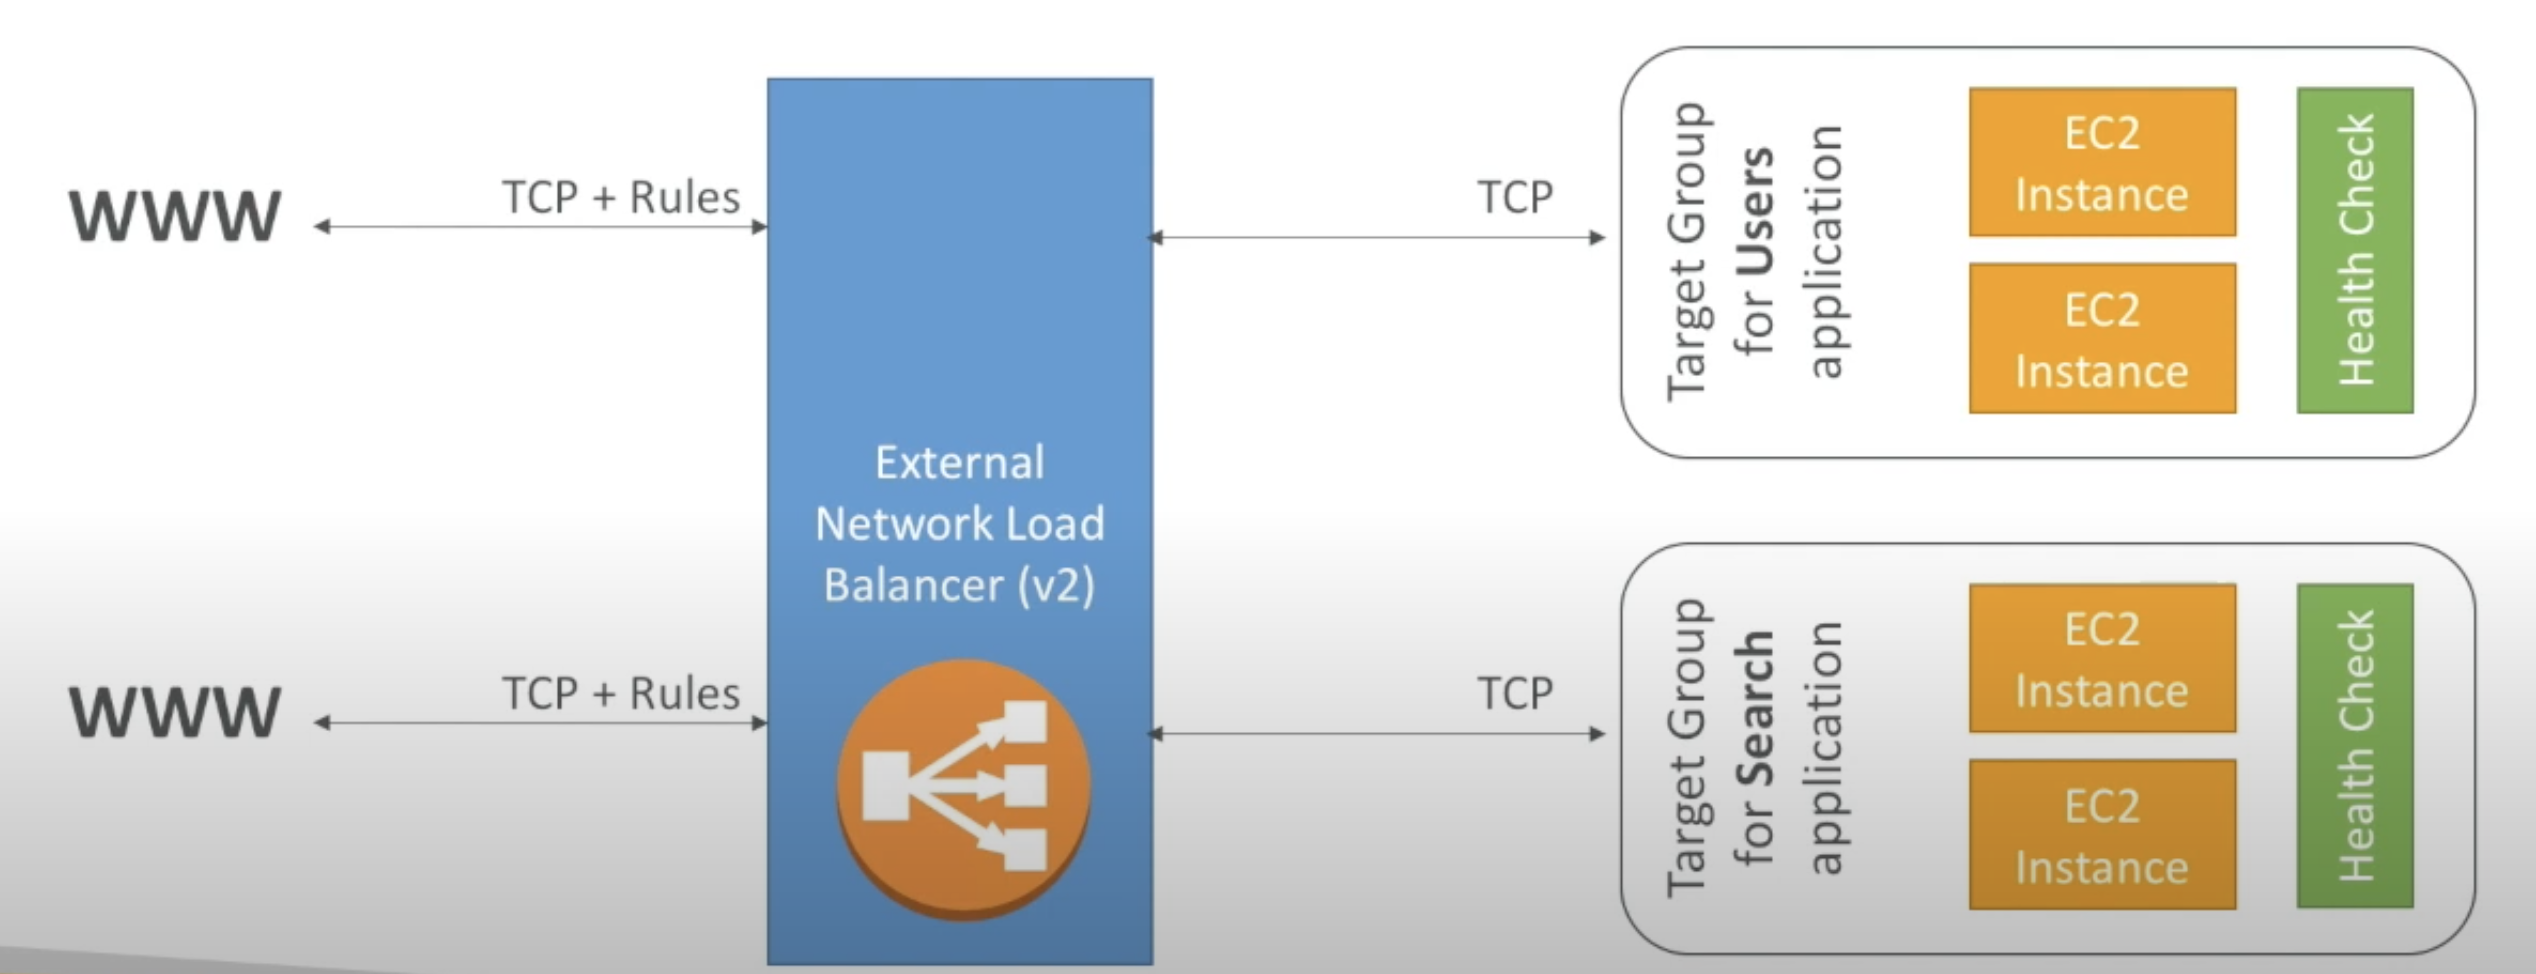 WWW
TCP + Rules
TCP
Target Group
for Users
application
EC2
Instance
EC2
Instance
Health Check
External
Network Load
Balancer (v2)
WWW
TCP + Rules
TCP
Target Group
for Search
application
EC2
Instance
EC2
Instance
Health Check